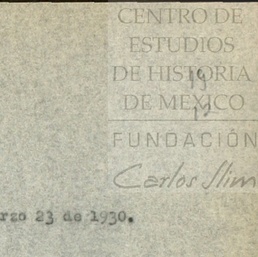 CENTRO DE
ESTUDIOS
DE HISTORIA
DE MEXICO
FUNDACIÓN
Carlos Slim
rzo 23 de 1930.